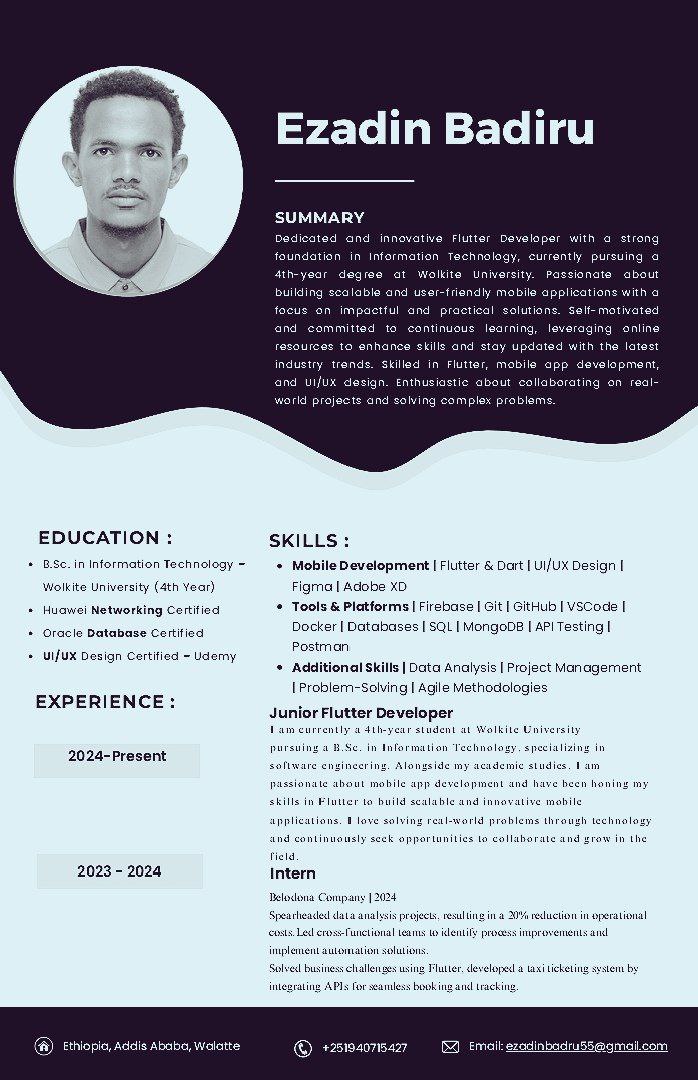 Ezadin Badiru
SUMMARY
Dedicated and innovative Flutter Developer with a strong
foundation in Information Technology, currently pursuing a
4th-year degree at Wolkite University. Passionate about
building scalable and user-friendly mobile applications with a
focus on impactful and practical solutions. Self-motivated
and committed to continuous learning, leveraging online
resources to enhance skills and stay updated with the latest
industry trends. Skilled in Flutter, mobile app development,
and UI/UX design. Enthusiastic about collaborating on real-
world projects and solving complex problems.
EDUCATION :
• B.Sc. in Information Technology –
Wolkite University (4th Year)
• Huawei Networking Certified
• Oracle Database Certified
• UI/UX Design Certified – Udemy
EXPERIENCE :
2024-Present
2023 - 2024
SKILLS :
• Mobile Development | Flutter & Dart | UI/UX Design |
Figma | Adobe XD
• Tools & Platforms | Firebase | Git | GitHub | VSCode |
Docker | Databases | SQL | MongoDB | API Testing |
Postman
• Additional Skills | Data Analysis | Project Management
| Problem-Solving | Agile Methodologies
Junior Flutter Developer
I am currently a 4th-year student at Wolkite University
pursuing a B.Sc. in Information Technology, specializing in
software engineering. Alongside my academic studies, I am
passionate about mobile app development and have been honing my
skills in Flutter to build scalable and innovative mobile
applications. I love solving real-world problems through technology
and continuously seek opportunities to collaborate and grow in the
field.
Intern
Belodona Company | 2024
Spearheaded data analysis projects, resulting in a 20% reduction in operational
costs. Led cross-functional teams to identify process improvements and
implement automation solutions.
Solved business challenges using Flutter, developed a taxi ticketing system by
integrating APIs for seamless booking and tracking.
Ethiopia, Addis Ababa, Walatte
+251940715427
Email: ezadinbadru55@gmail.com